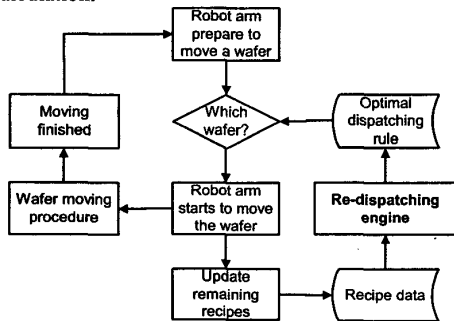 Robot arm
prepare to
move a wafer
Moving
finished
Which
wafer?
Optimal
dispatching
rule
Wafer moving
procedure
Robot arm
starts to move
the wafer
Re-dispatching
engine
Update
remaining
recipes
Recipe data